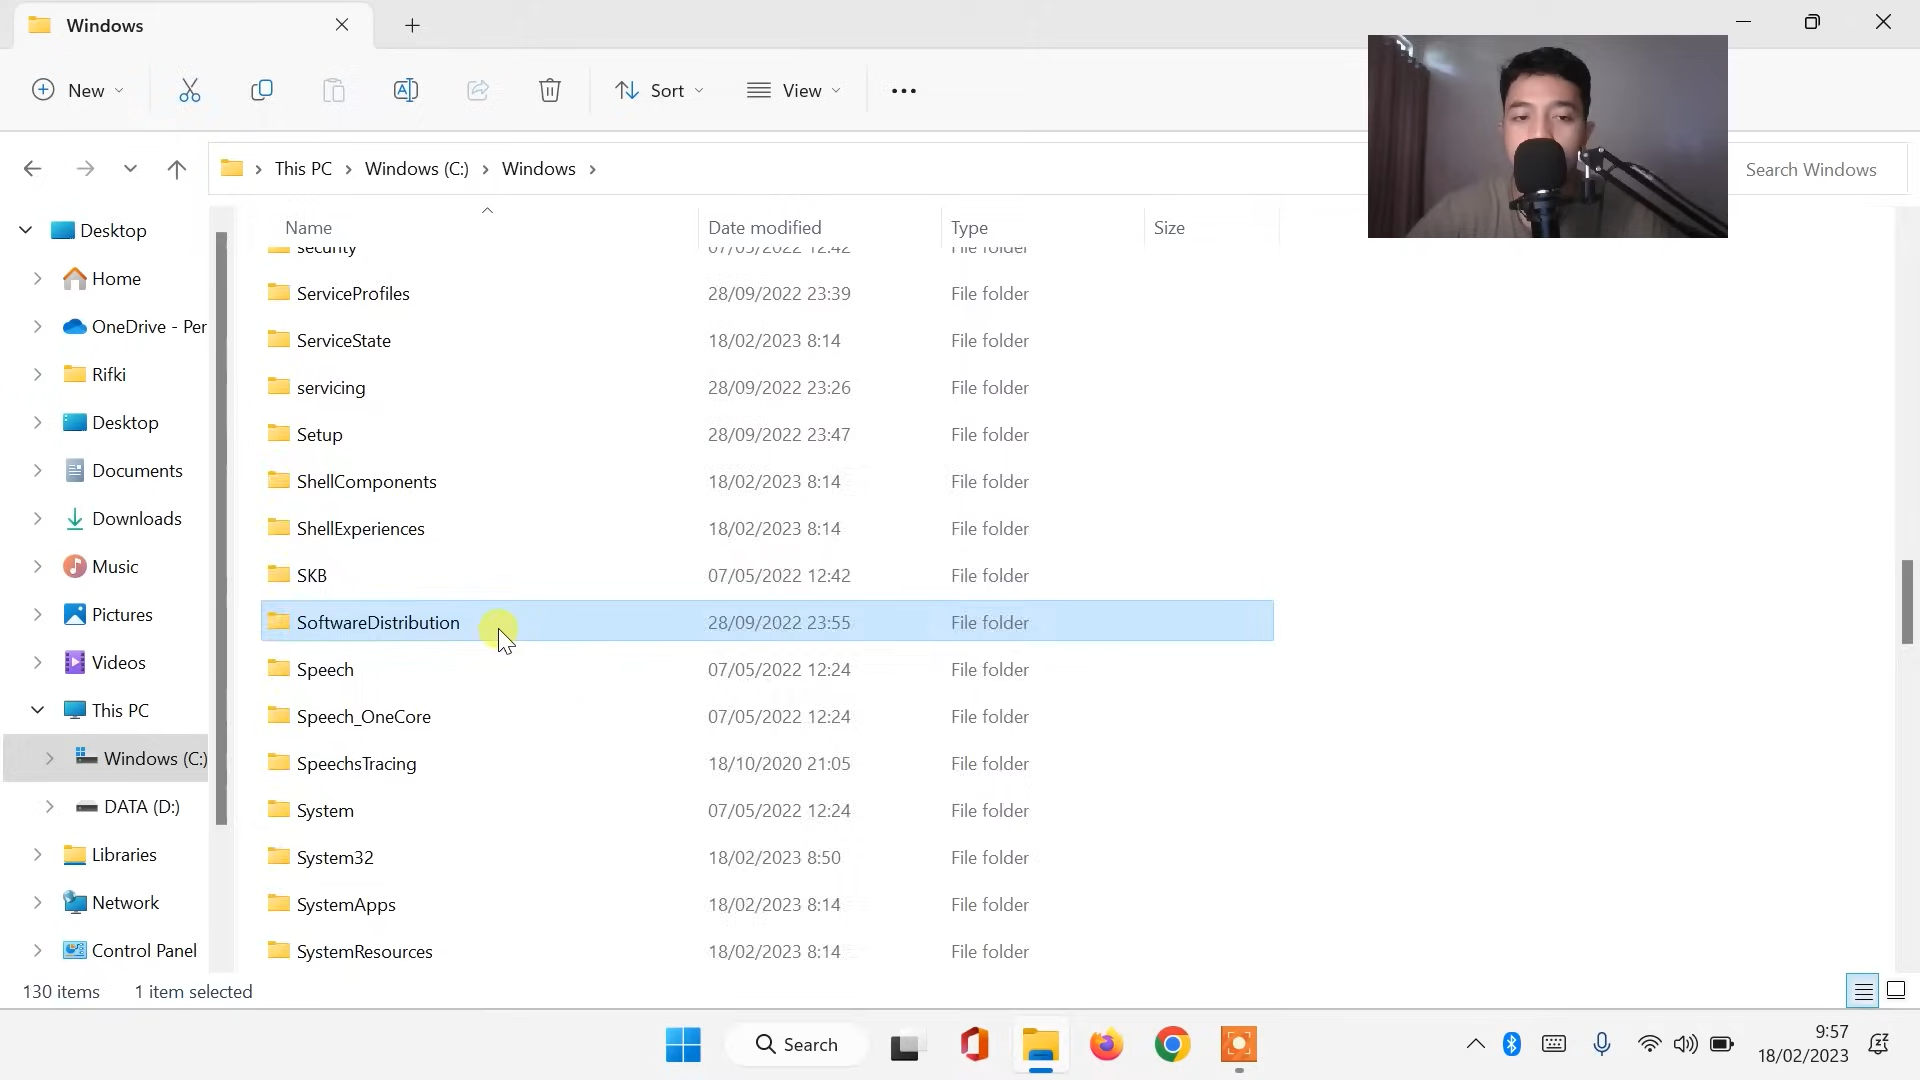 Windows
New
Sort
View
This PC
Windows (C:)
Windows
Search Windows
Name
Date modified
Type
Size
Desktop
Home
OneDrive - Per
Rifki
Desktop
Documents
Downloads
Music
Pictures
Videos
This PC
Windows (C:)
DATA (D:)
Libraries
Network
Control Panel
security 07/05/2022 12:42 File folder
ServiceProfiles 28/09/2022 23:39 File folder
ServiceState 18/02/2023 8:14 File folder
servicing 28/09/2022 23:26 File folder
Setup 28/09/2022 23:47 File folder
ShellComponents 18/02/2023 8:14 File folder
ShellExperiences 18/02/2023 8:14 File folder
SKB 07/05/2022 12:42 File folder
SoftwareDistribution 28/09/2022 23:55 File folder
Speech 07/05/2022 12:24 File folder
Speech_OneCore 07/05/2022 12:24 File folder
SpeechsTracing 18/10/2020 21:05 File folder
System 07/05/2022 12:24 File folder
System32 18/02/2023 8:50 File folder
SystemApps 18/02/2023 8:14 File folder
SystemResources 18/02/2023 8:14 File folder
130 items
1 item selected
Search
9:57
18/02/2023